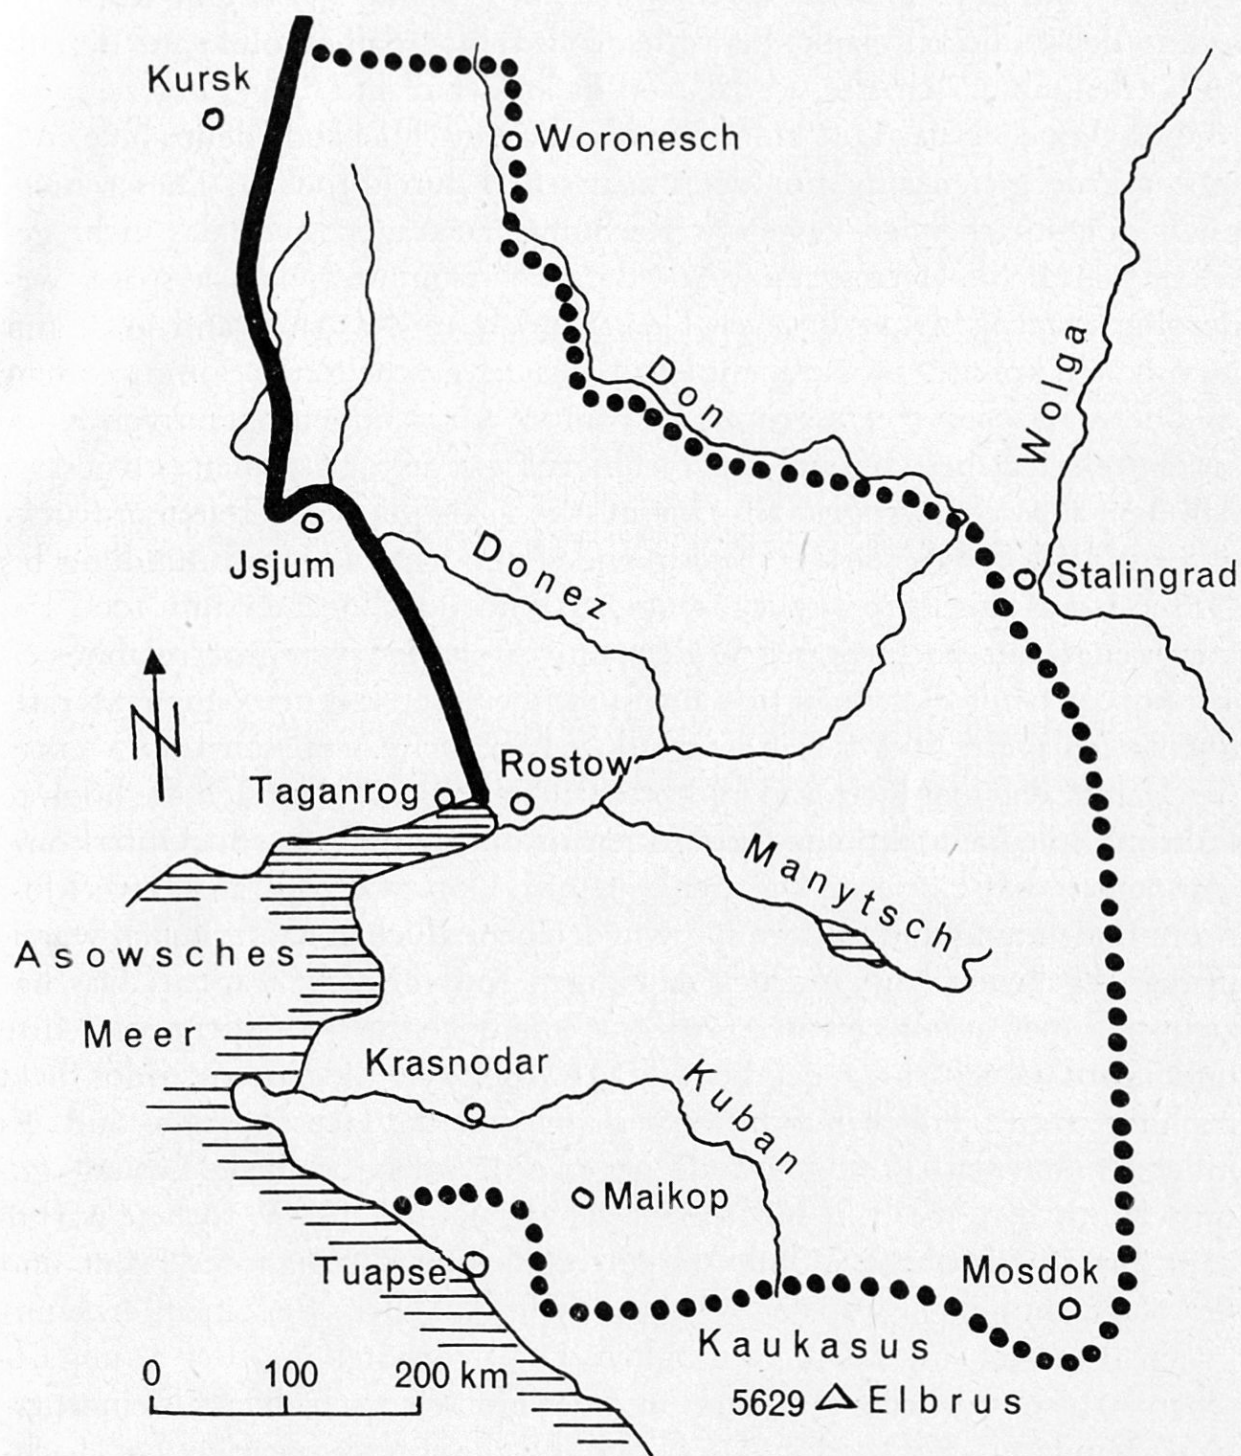 Kursk
Woronesch
Don
Wolga
Jsjum
Donez
Stalingrad
N
Rostow
Taganrog
Manytsch
Asowsches
Meer
Krasnodar
Kuban
Maikop
Tuapse
Mosdok
Kaukasus
0 100 200 km
5629 Elbrus